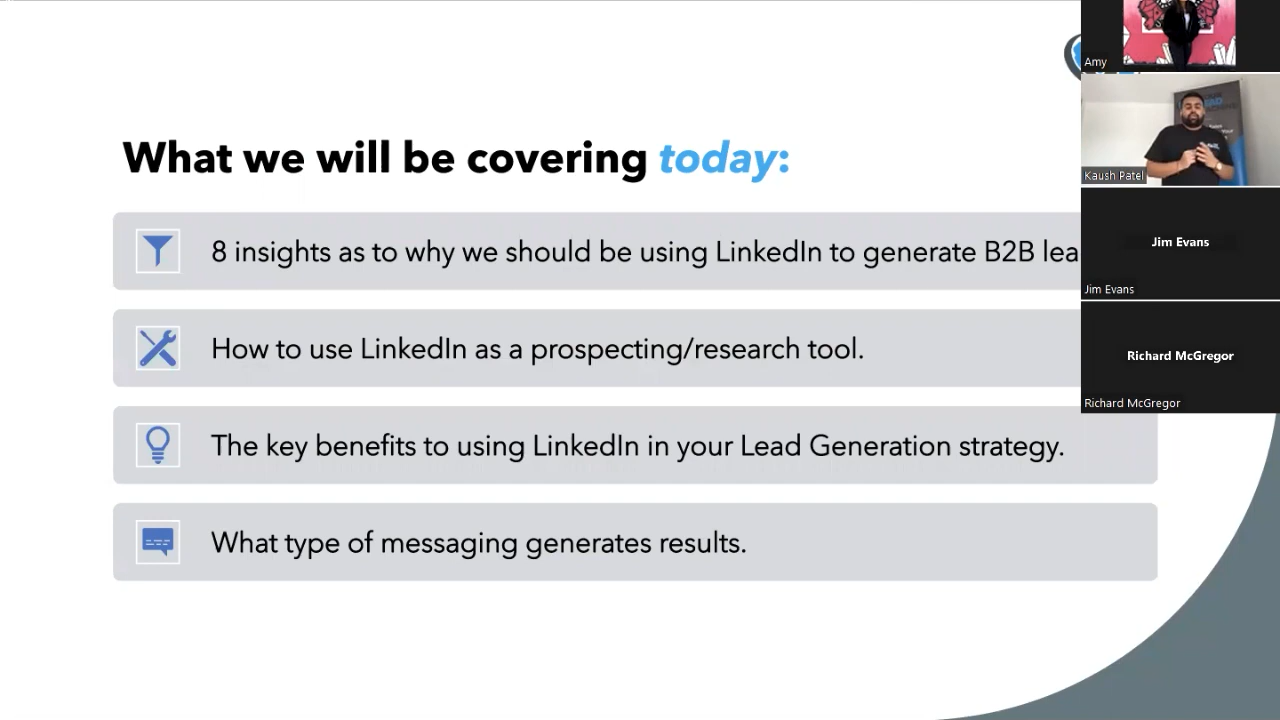 Amy
What we will be covering today:
Kaush Patel
8 insights as to why we should be using LinkedIn to generate B2B lea
Jim Evans
Jim Evans
How to use LinkedIn as a prospecting/research tool.
Richard McGregor
Richard McGregor
The key benefits to using LinkedIn in your Lead Generation strategy.
What type of messaging generates results.